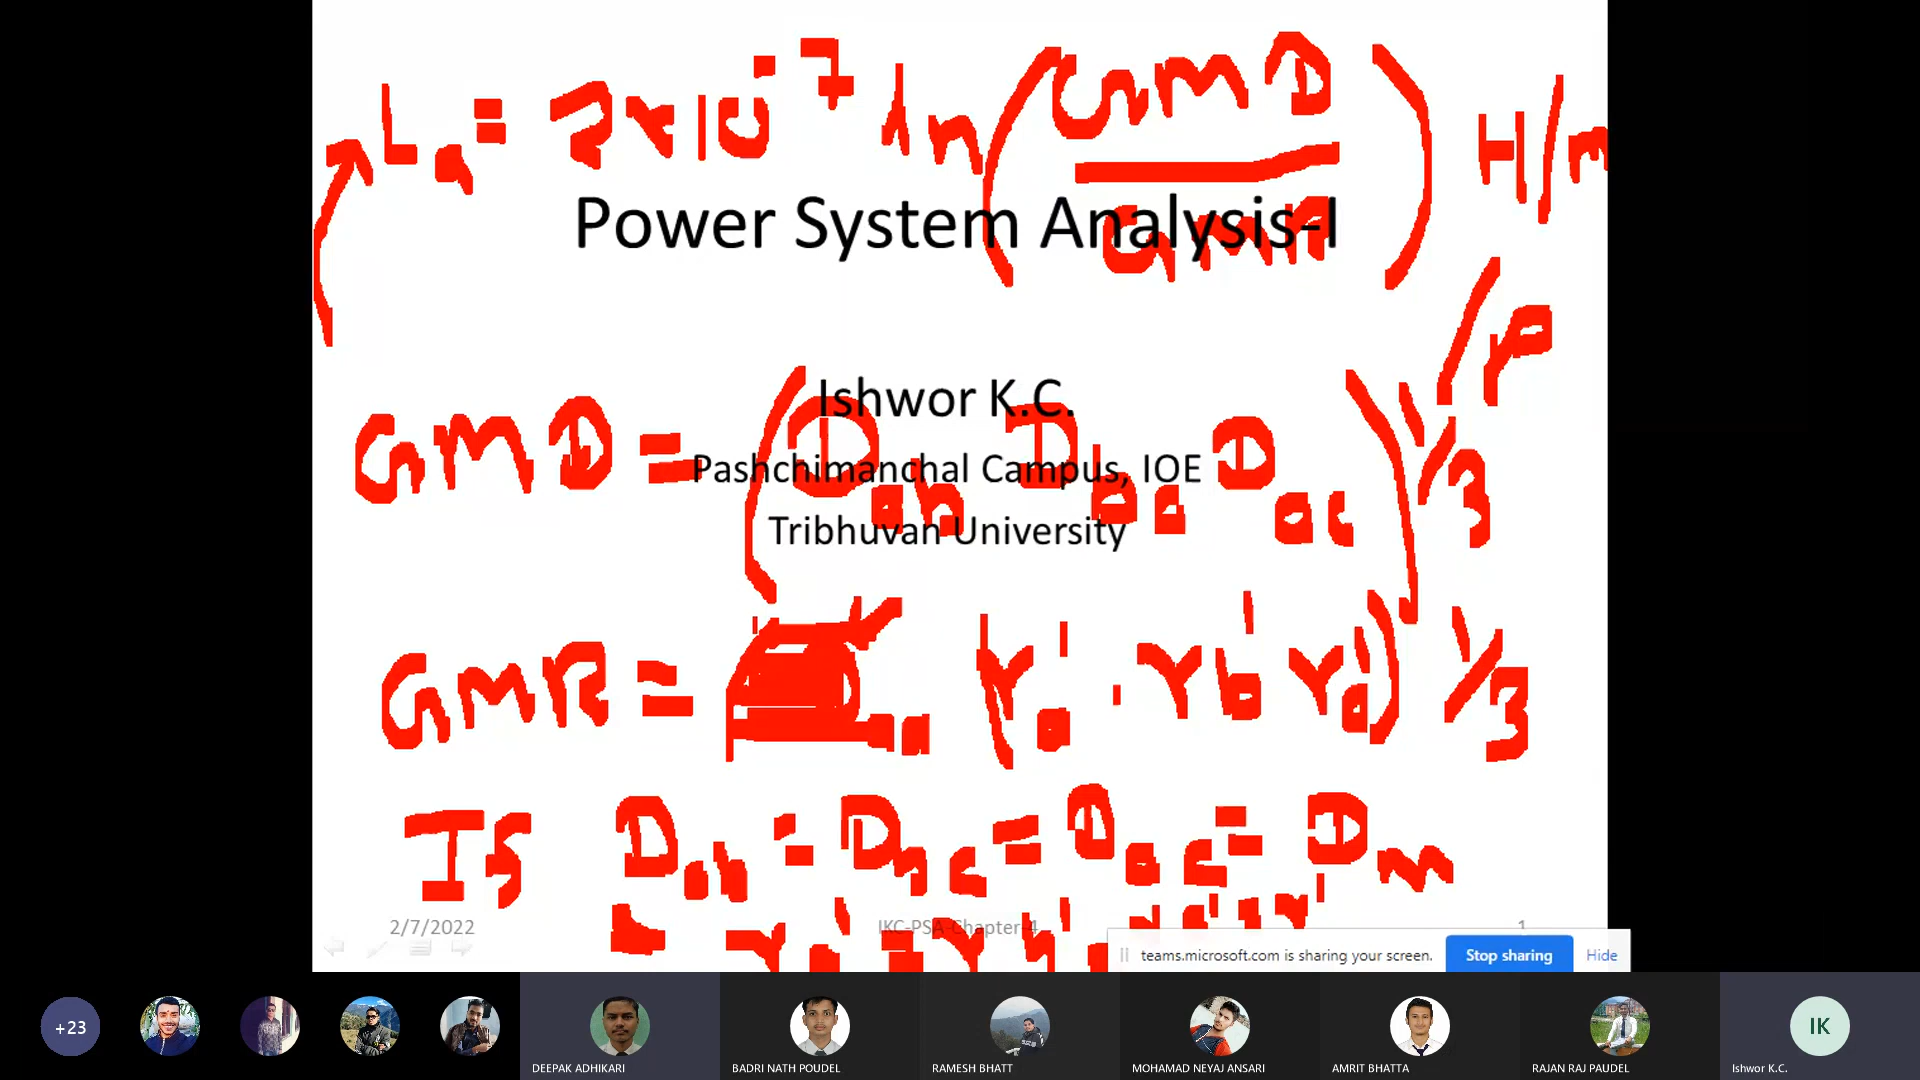 La = 2x10^-7 ln (GMD / GMR) H/m
Power System Analysis-I
/P
Ishwor K.C.
GMD = (Dab Dbc Dac)^1/3
Pashchimanchal Campus, IOE
Tribhuvan University
GMR = (ra' . rb' rc')^1/3
If Dab = Dbc = Dac = Dm
2/7/2022 IKC-PSA-Chapter-4 1
teams.microsoft.com is sharing your screen. Stop sharing Hide
+23
IK
DEEPAK ADHIKARI BADRI NATH POUDEL RAMESH BHATT MOHAMAD NEYAJ ANSARI AMRIT BHATTA RAJAN RAJ PAUDEL Ishwor K.C.